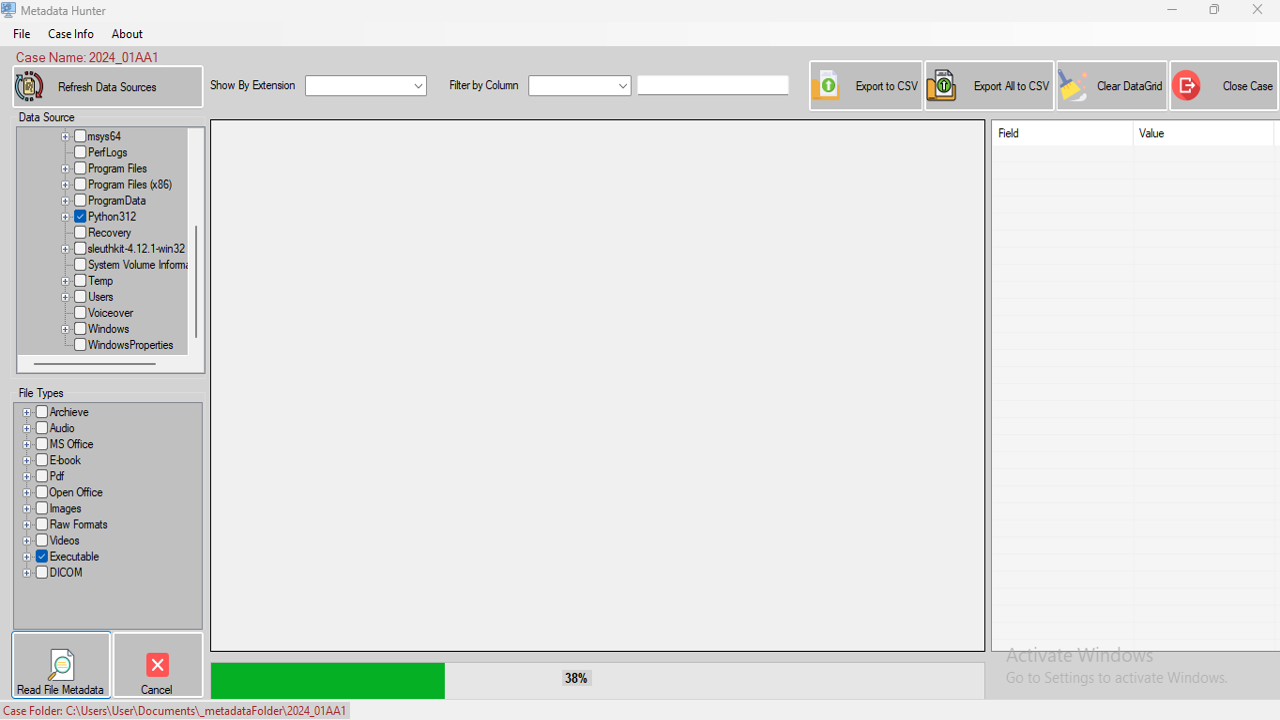 Metadata Hunter
File Case Info About
Case Name: 2024_01AA1
Refresh Data Sources
Show By Extension
Filter by Column
Export to CSV
Export All to CSV
Clear DataGrid
Close Case
Data Source
msys64
PerfLogs
Program Files
Program Files (x86)
ProgramData
Python312
Recovery
sleuthkit-4.12.1-win32
System Volume Informa
Temp
Users
Voiceover
Windows
WindowsProperties
Field Value
File Types
Archieve
Audio
MS Office
E-book
Pdf
Open Office
Images
Raw Formats
Videos
Executable
DICOM
Read File Metadata
Cancel
38%
Activate Windows
Go to Settings to activate Windows.
Case Folder: C:\Users\User\Documents\_metadataFolder\2024_01AA1